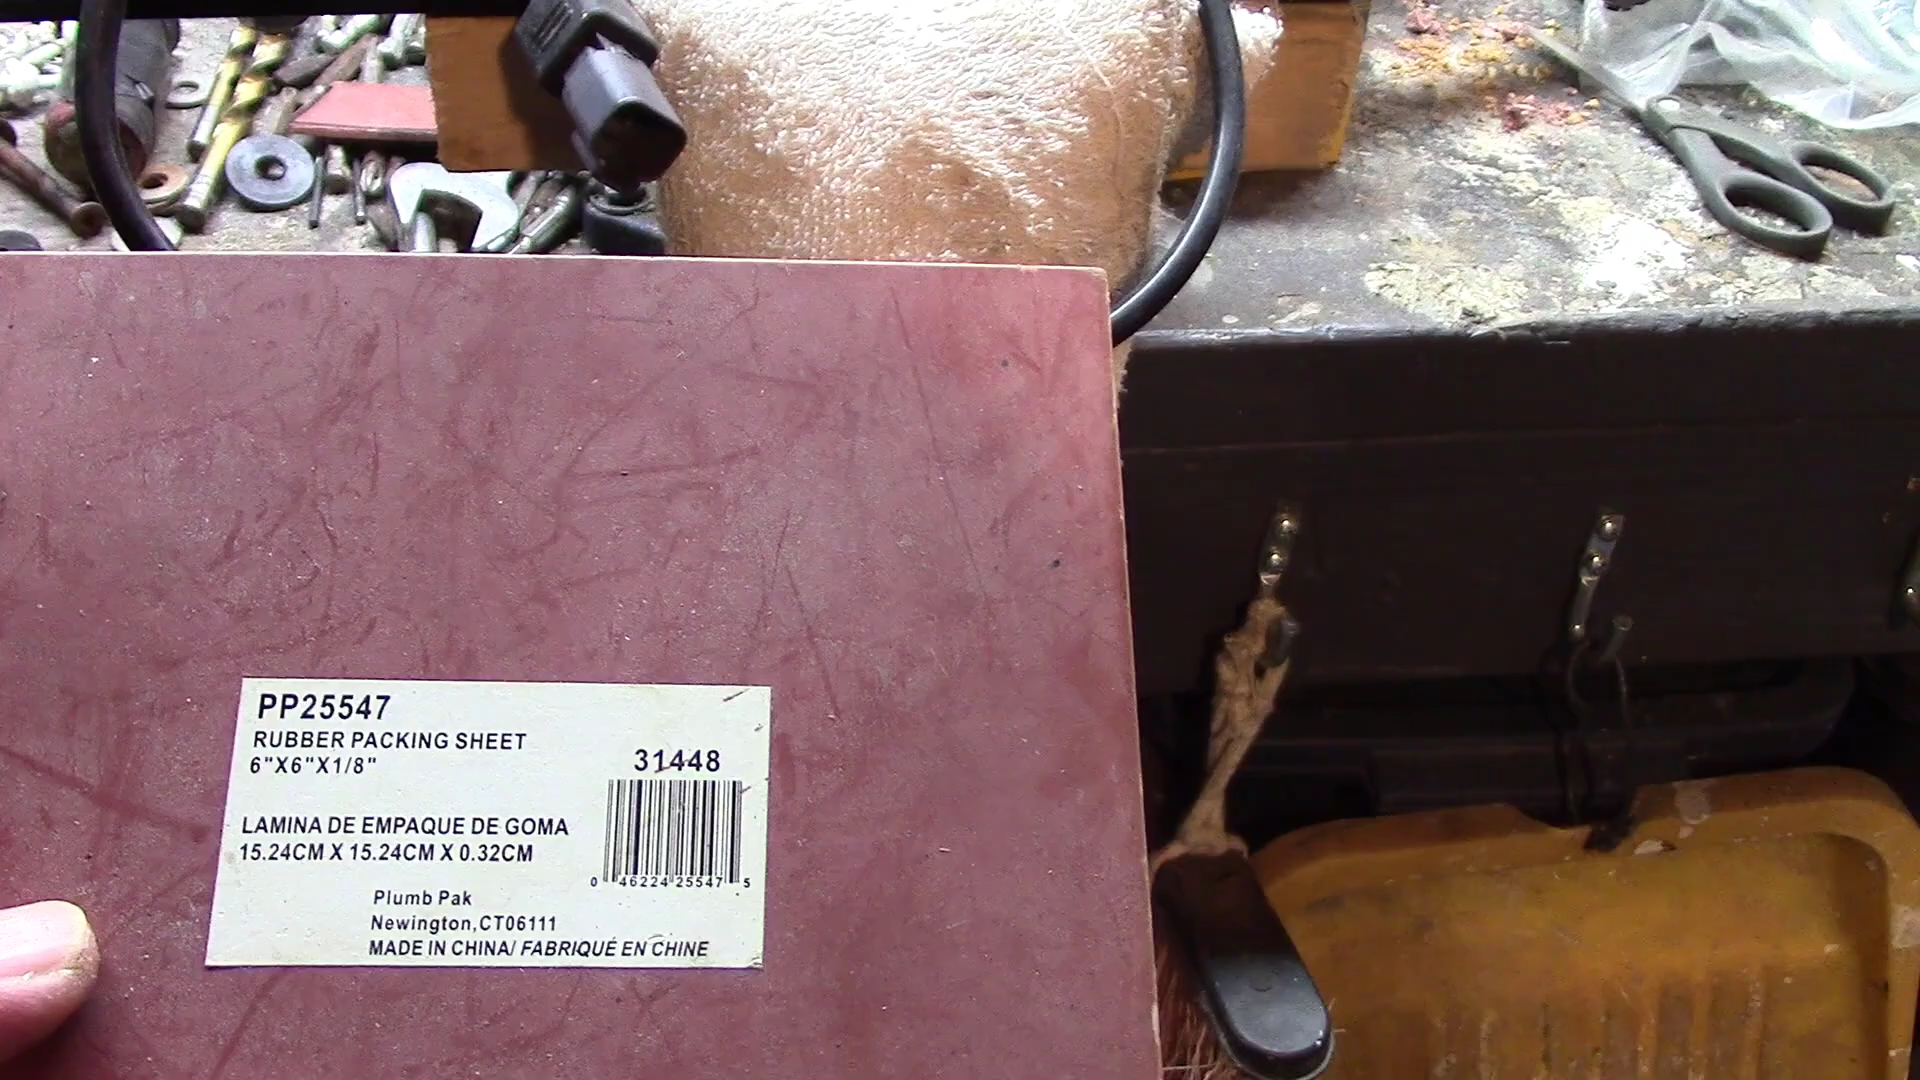 PP25547
RUBBER PACKING SHEET
6"X6"X1/8"
31448
LAMINA DE EMPAQUE DE GOMA
15.24CM X 15.24CM X 0.32CM
0 46224 25547 5
Plumb Pak
Newington,CT06111
MADE IN CHINA/ FABRIQUÉ EN CHINE